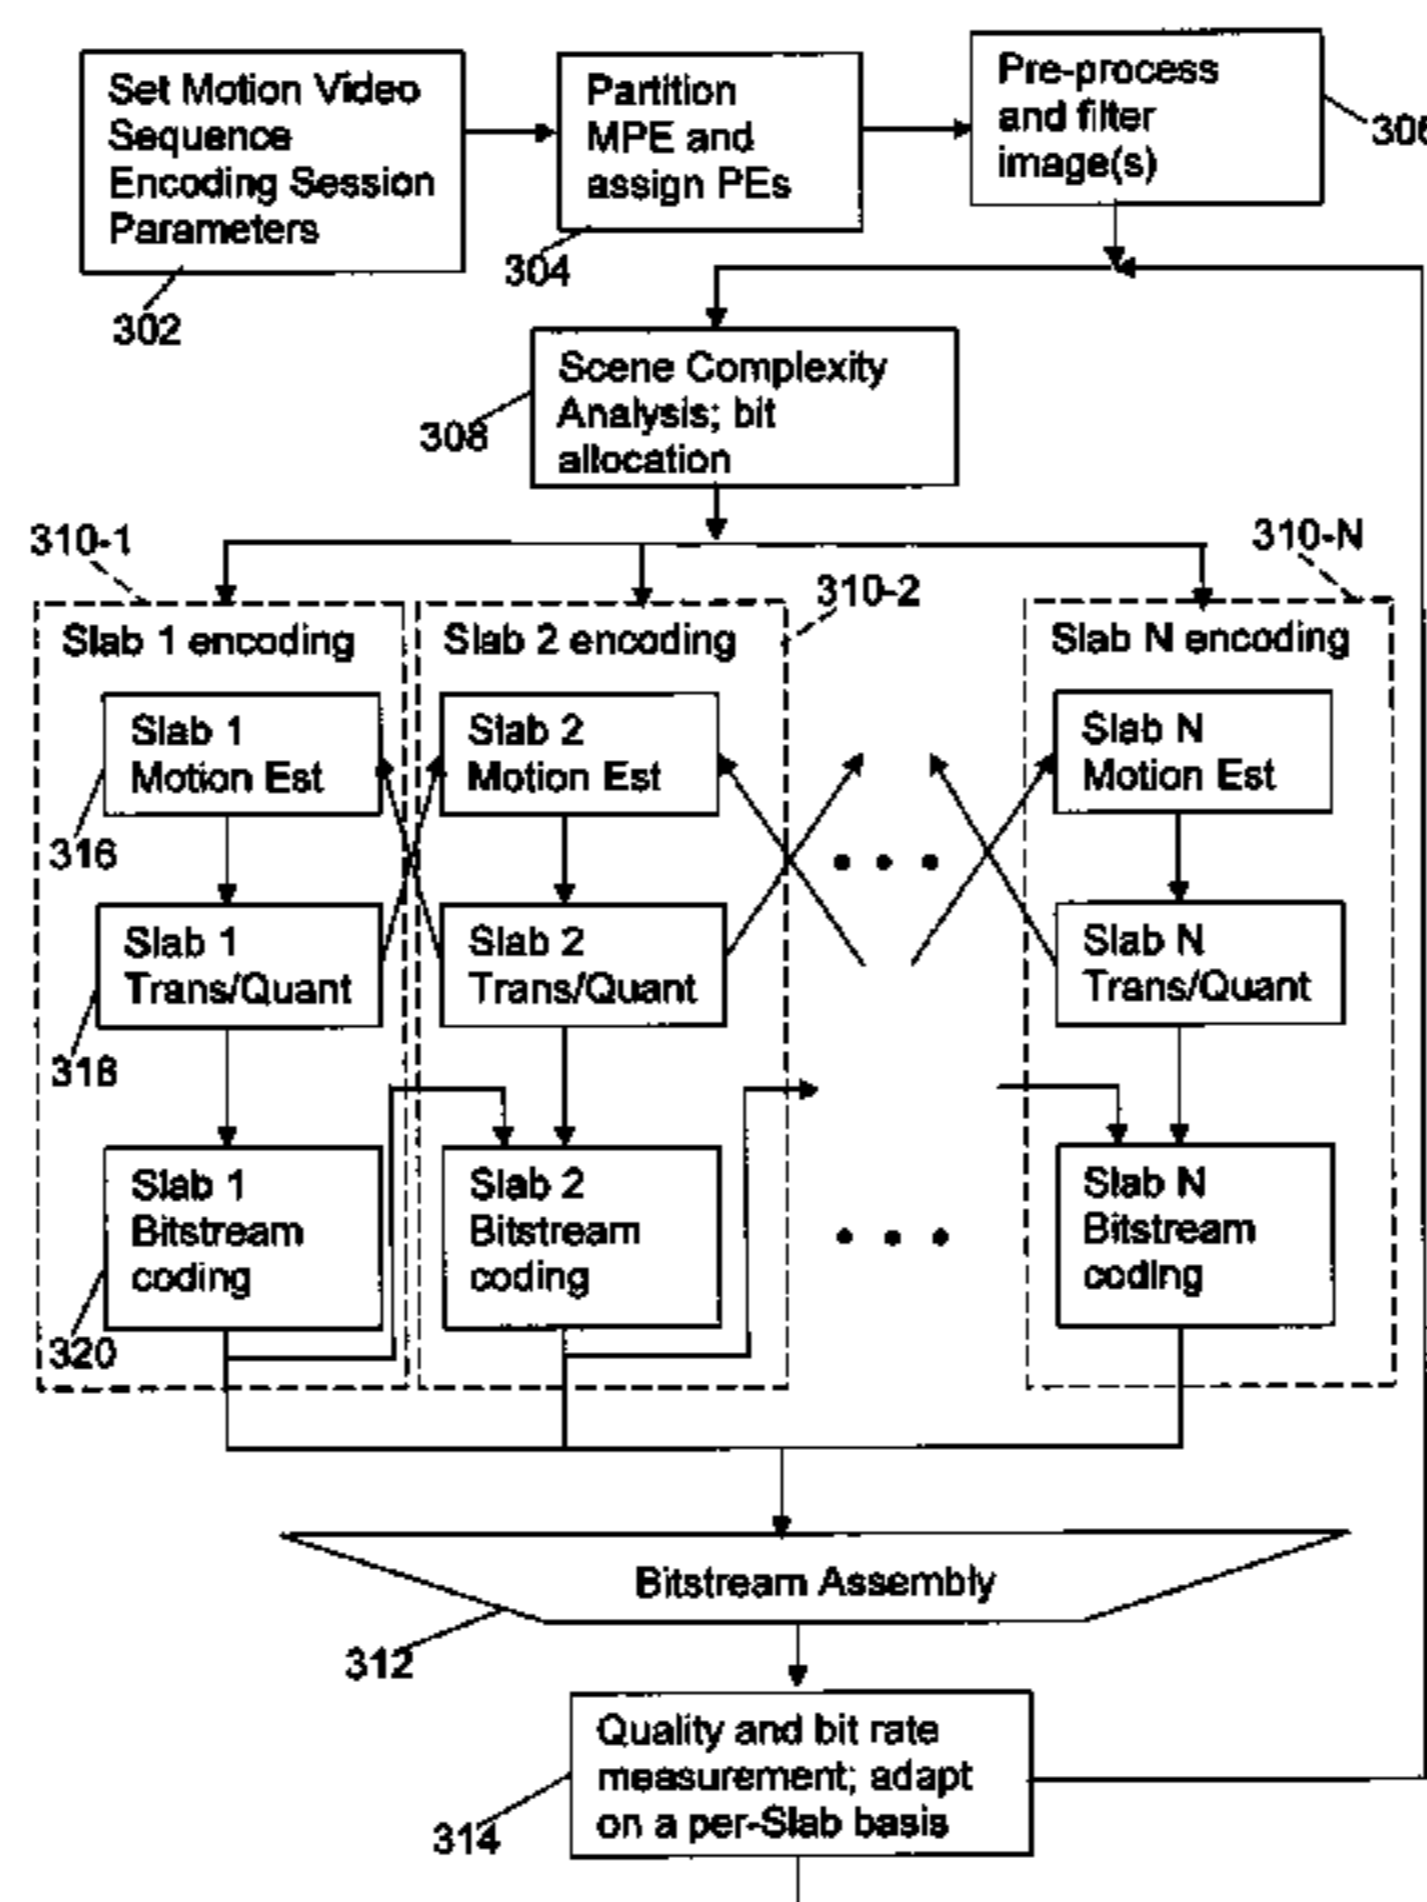 Set Motion Video
Sequence
Encoding Session
Parameters
302
Partition
MPE and
assign PEs
304
Pre-process
and filter
image(s)
306
Scene Complexity
Analysis; bit
allocation
308
310-1
310-2
310-N
Slab 1 encoding
Slab 2 encoding
Slab N encoding
Slab 1
Motion Est
316
Slab 2
Motion Est
Slab N
Motion Est
Slab 1
Trans/Quant
318
Slab 2
Trans/Quant
Slab N
Trans/Quant
Slab 1
Bitstream
coding
320
Slab 2
Bitstream
coding
Slab N
Bitstream
coding
Bitstream Assembly
312
Quality and bit rate
measurement; adapt
on a per-Slab basis
314